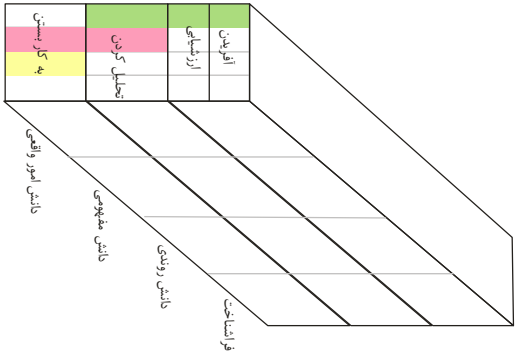 آفریدن
ارزشیابی
تحلیل کردن
به کار بستن
دانش امور واقعی
دانش مفهومی
دانش روندی
فراشناخت